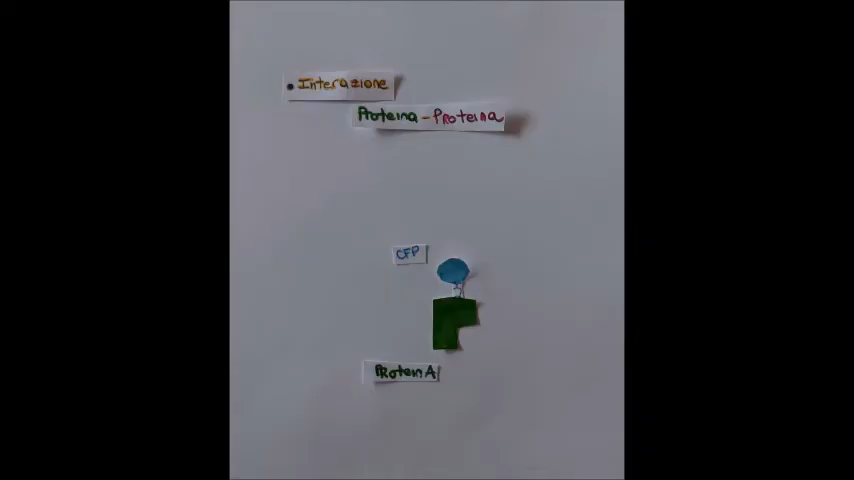 • Interazione
Proteina - Proteina
CFP
Protein A